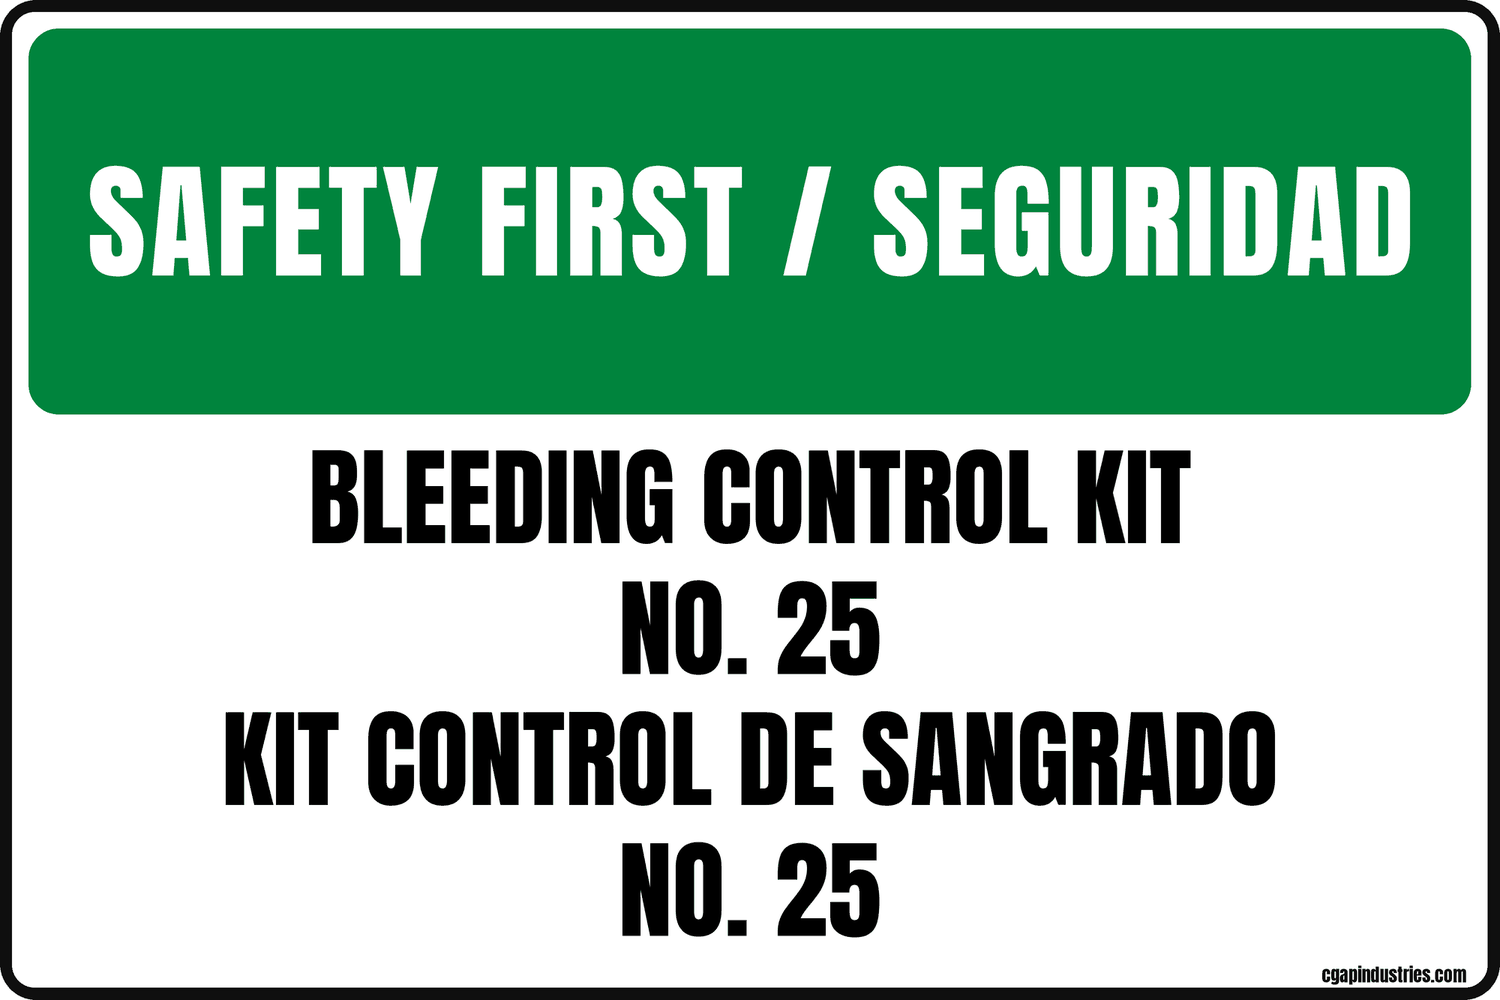 SAFETY FIRST / SEGURIDAD
BLEEDING CONTROL KIT
NO. 25
KIT CONTROL DE SANGRADO
NO. 25
cgapindustries.com